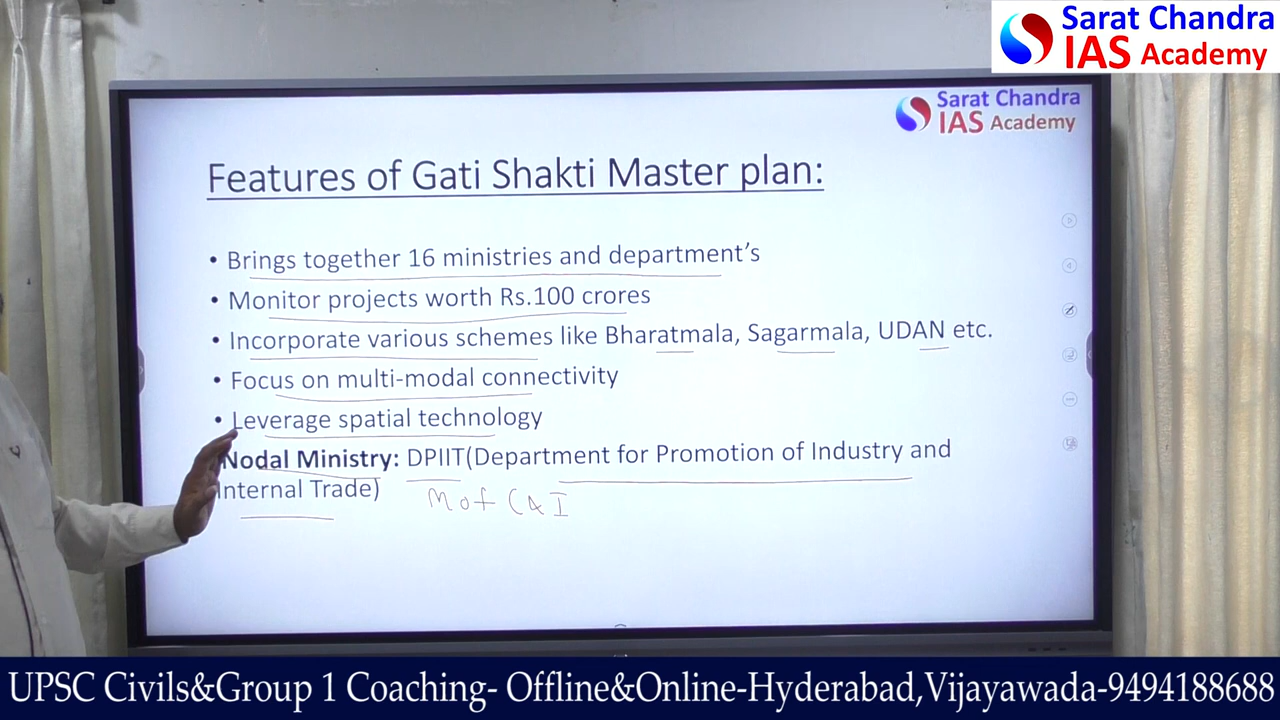 Sarat Chandra
IAS Academy
Sarat Chandra
IAS Academy
Features of Gati Shakti Master plan:
• Brings together 16 ministries and department's
• Monitor projects worth Rs.100 crores
• Incorporate various schemes like Bharatmala, Sagarmala, UDAN etc.
• Focus on multi-modal connectivity
• Leverage spatial technology
Nodal Ministry: DPIIT(Department for Promotion of Industry and
Internal Trade)
M of C & I
UPSC Civils&Group 1 Coaching- Offline&Online-Hyderabad,Vijayawada-9494188688